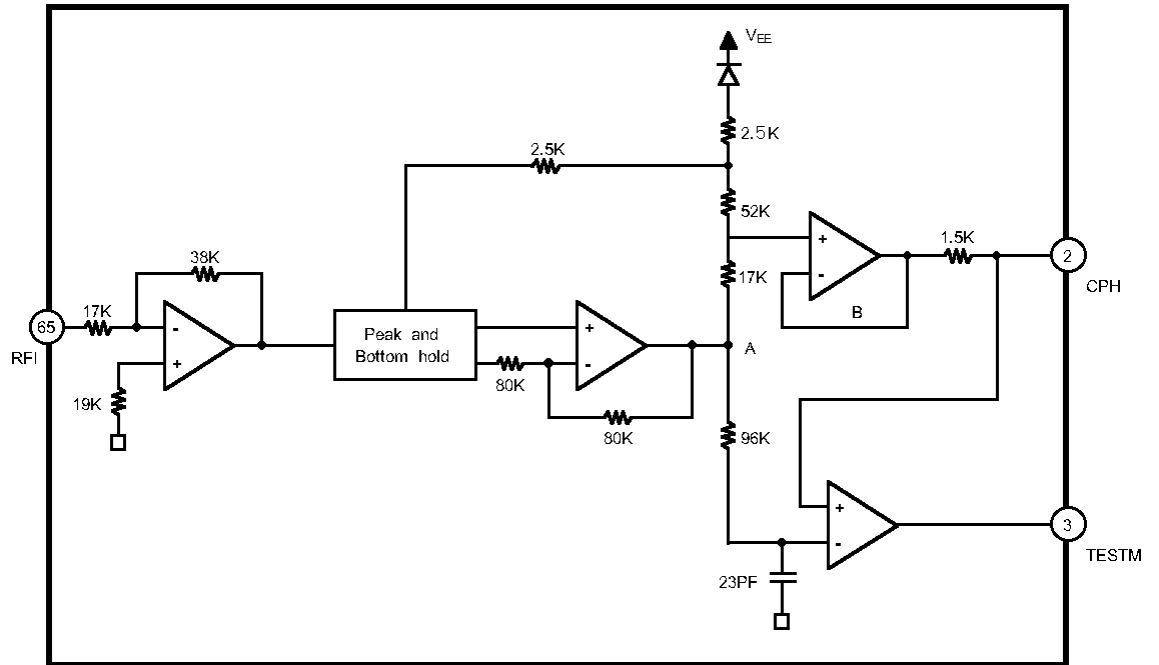 VEE
2.5K
2.5K
52K
38K
+
-
1.5K
2
CPH
17K
B
17K
65
RFI
-
+
Peak and
Bottom hold
+
-
A
80K
80K
19K
96K
+
-
3
TESTM
23PF